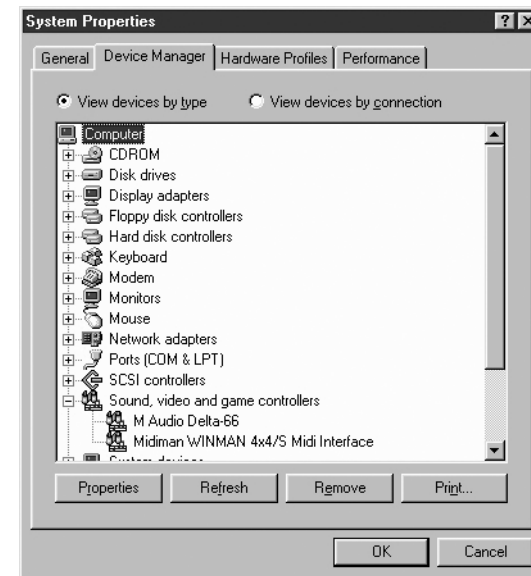 System Properties
General Device Manager Hardware Profiles Performance
View devices by type View devices by connection
Computer
CDROM
Disk drives
Display adapters
Floppy disk controllers
Hard disk controllers
Keyboard
Modem
Monitors
Mouse
Network adapters
Ports (COM & LPT)
SCSI controllers
Sound, video and game controllers
M Audio Delta-66
Midiman WINMAN 4x4/S Midi Interface
System devices
Properties Refresh Remove Print...
OK Cancel